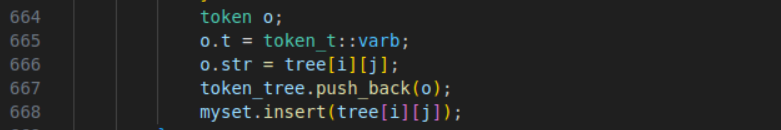 664 token o;
665 o.t = token_t::varb;
666 o.str = tree[i][j];
667 token_tree.push_back(o);
668 myset.insert(tree[i][j]);